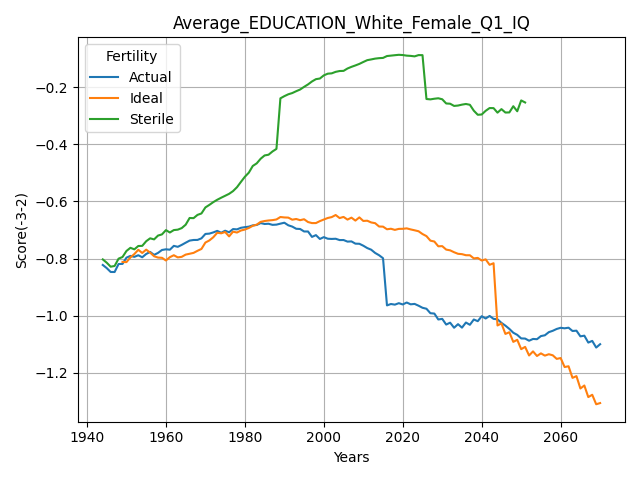 Average_EDUCATION_White_Female_Q1_IQ
Fertility
Actual
Ideal
Sterile
Score(-3-2)
−0.2
−0.4
−0.6
−0.8
−1.0
−1.2
1940
1960
1980
2000
2020
2040
2060
Years